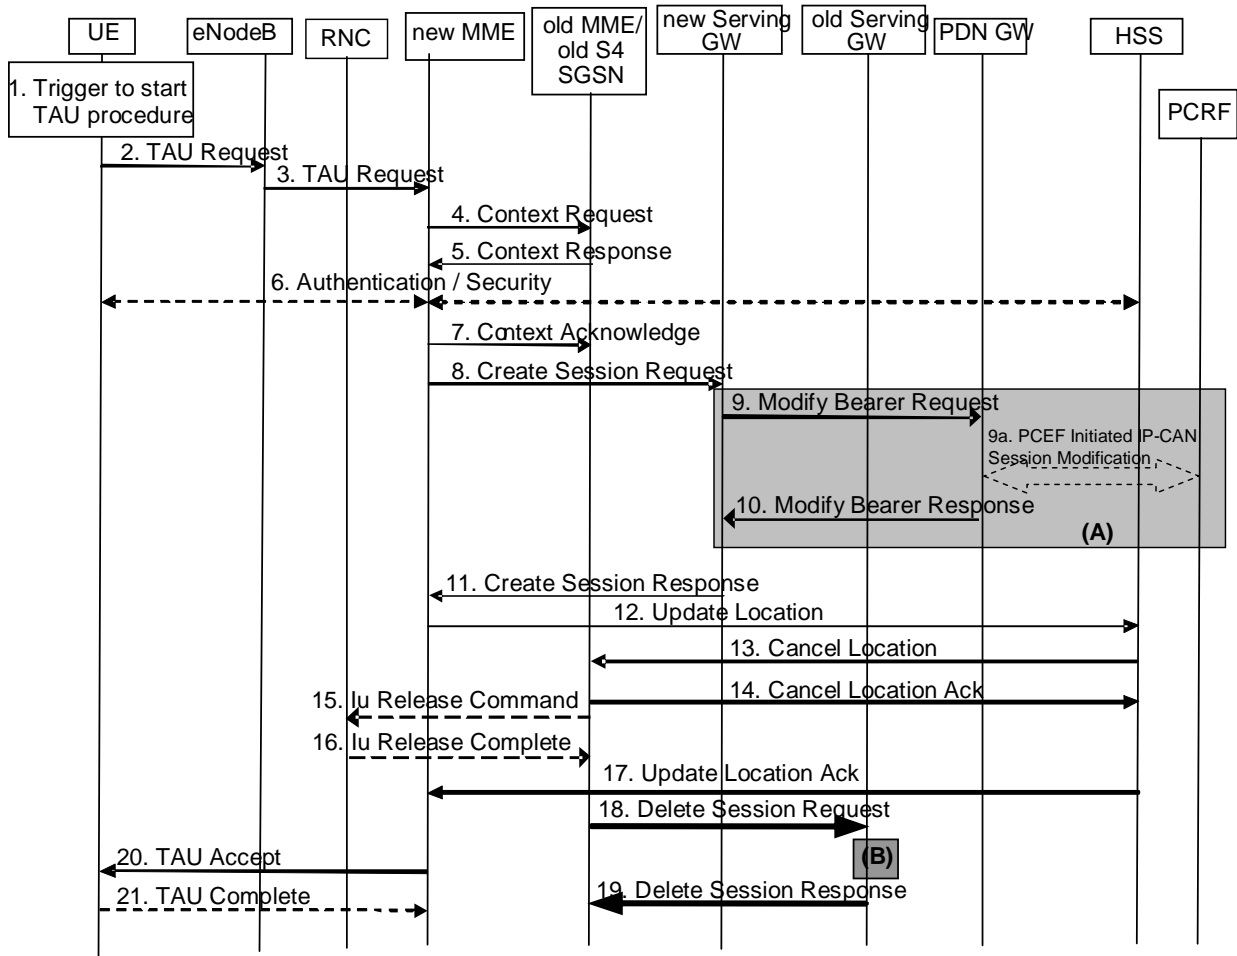 UE
eNodeB
RNC
new MME
old MME/
old S4
SGSN
new Serving
GW
old Serving
GW
PDN GW
HSS
PCRF
1. Trigger to start
TAU procedure
2. TAU Request
3. TAU Request
4. Context Request
5. Context Response
6. Authentication / Security
7. Context Acknowledge
8. Create Session Request
9. Modify Bearer Request
9a. PCEF Initiated IP-CAN
Session Modification
10. Modify Bearer Response
(A)
11. Create Session Response
12. Update Location
13. Cancel Location
14. Cancel Location Ack
15. Iu Release Command
16. Iu Release Complete
17. Update Location Ack
18. Delete Session Request
(B)
20. TAU Accept
19. Delete Session Response
21. TAU Complete